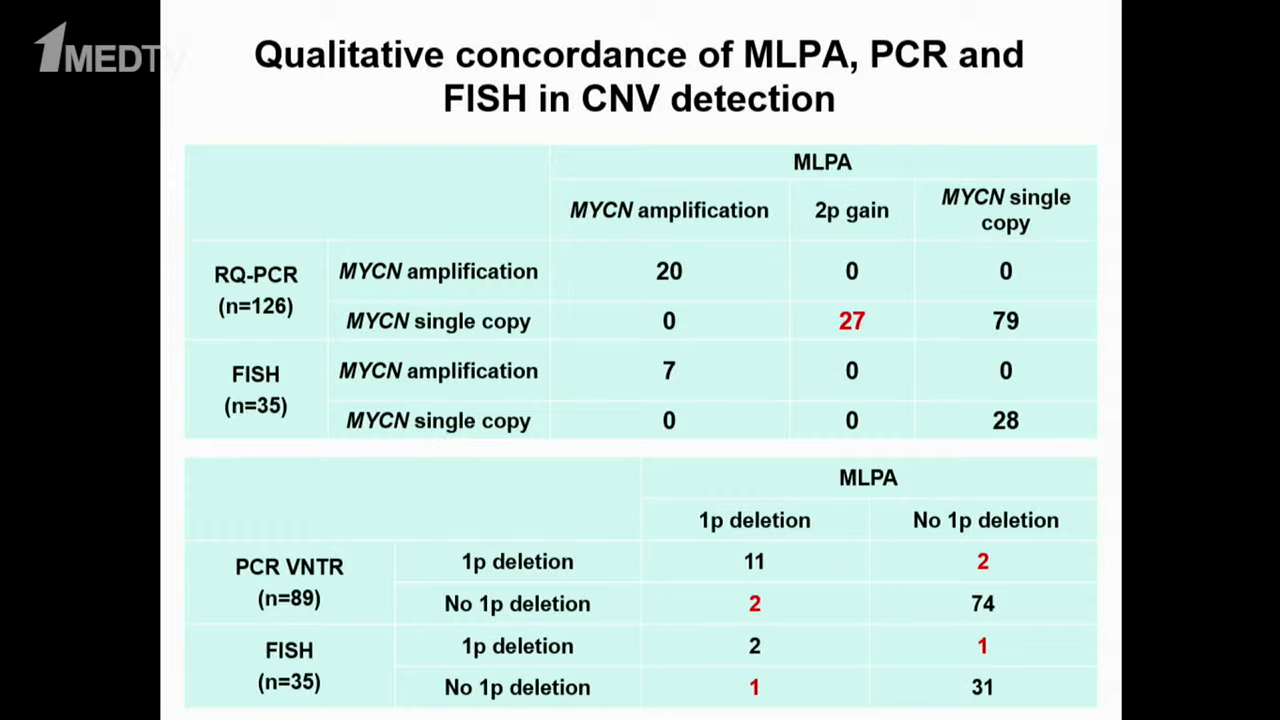 1MEDTV
Qualitative concordance of MLPA, PCR and
FISH in CNV detection
MLPA
MYCN amplification 2p gain MYCN single copy
RQ-PCR (n=126) MYCN amplification 20 0 0
MYCN single copy 0 27 79
FISH (n=35) MYCN amplification 7 0 0
MYCN single copy 0 0 28
MLPA
1p deletion No 1p deletion
PCR VNTR (n=89) 1p deletion 11 2
No 1p deletion 2 74
FISH (n=35) 1p deletion 2 1
No 1p deletion 1 31